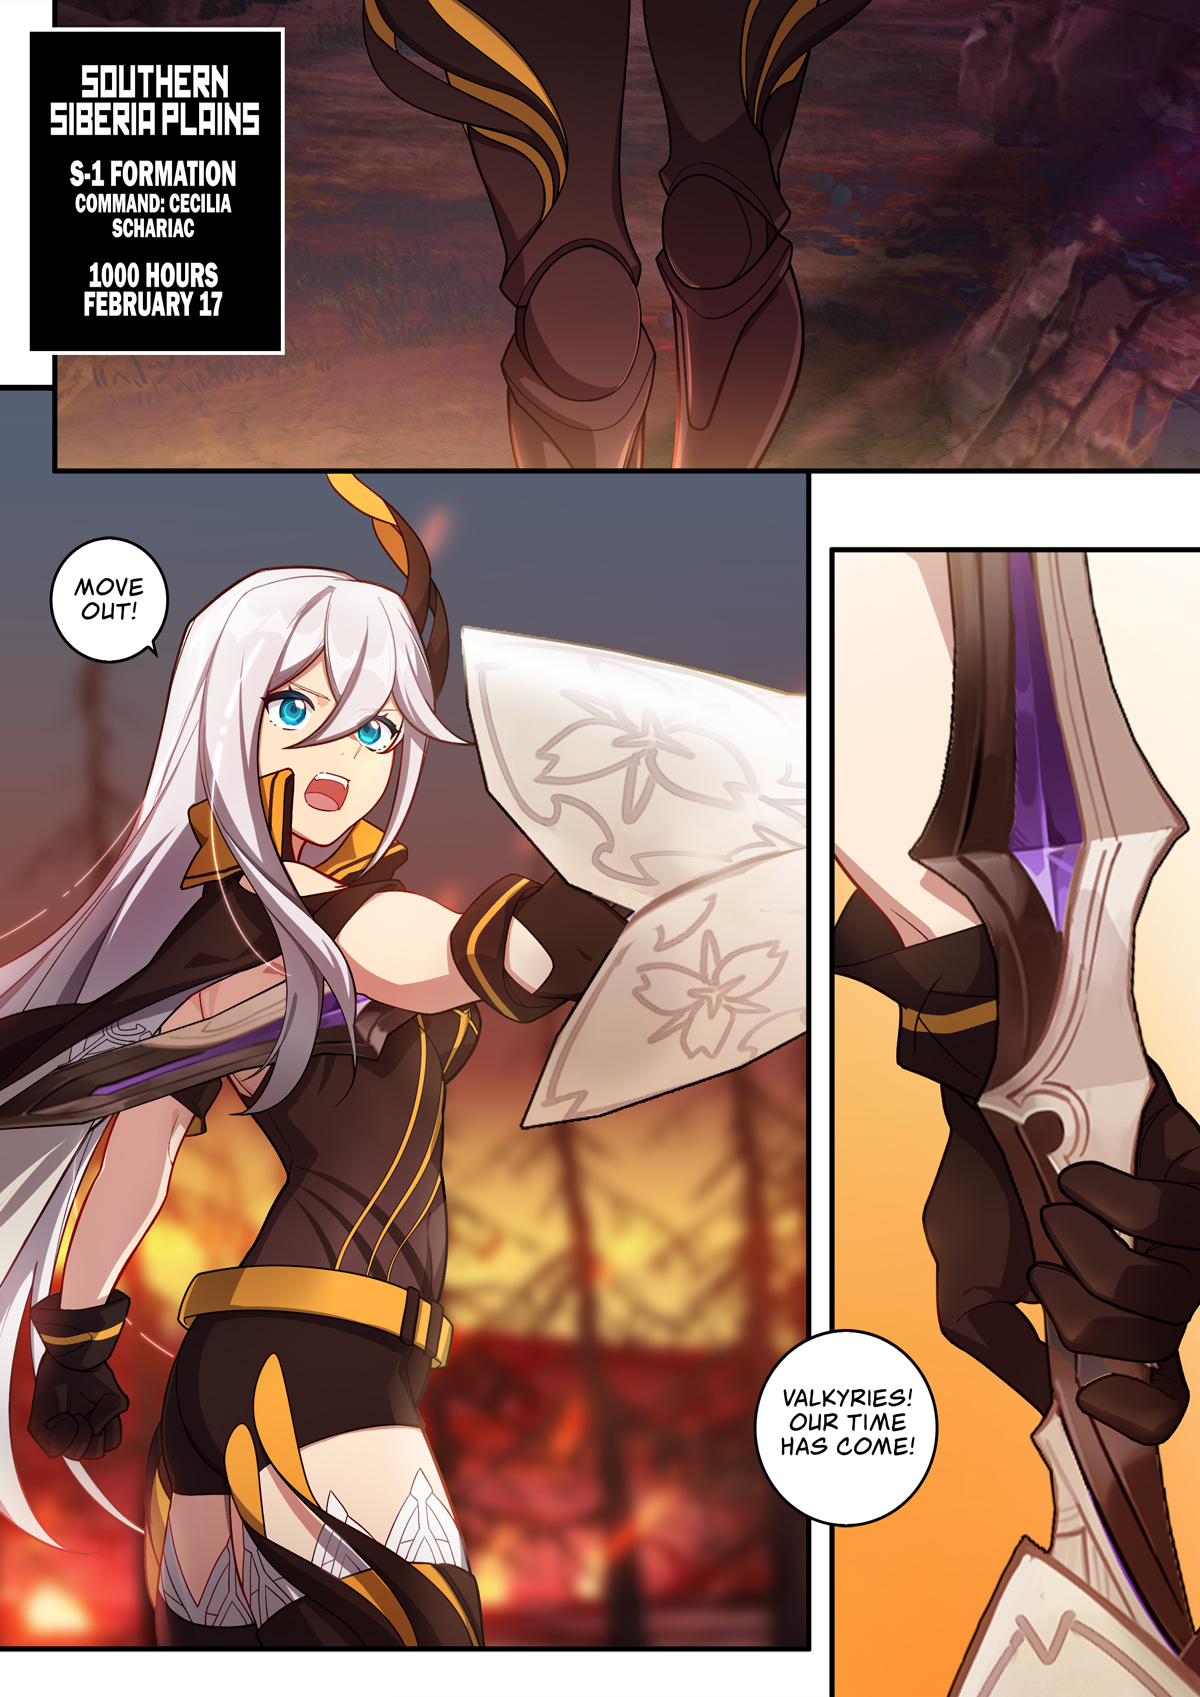 SOUTHERN
SIBERIA PLAINS
S-1 FORMATION
COMMAND: CECILIA
SCHARIAC
1000 HOURS
FEBRUARY 17
MOVE
OUT!
VALKYRIES!
OUR TIME
HAS COME!